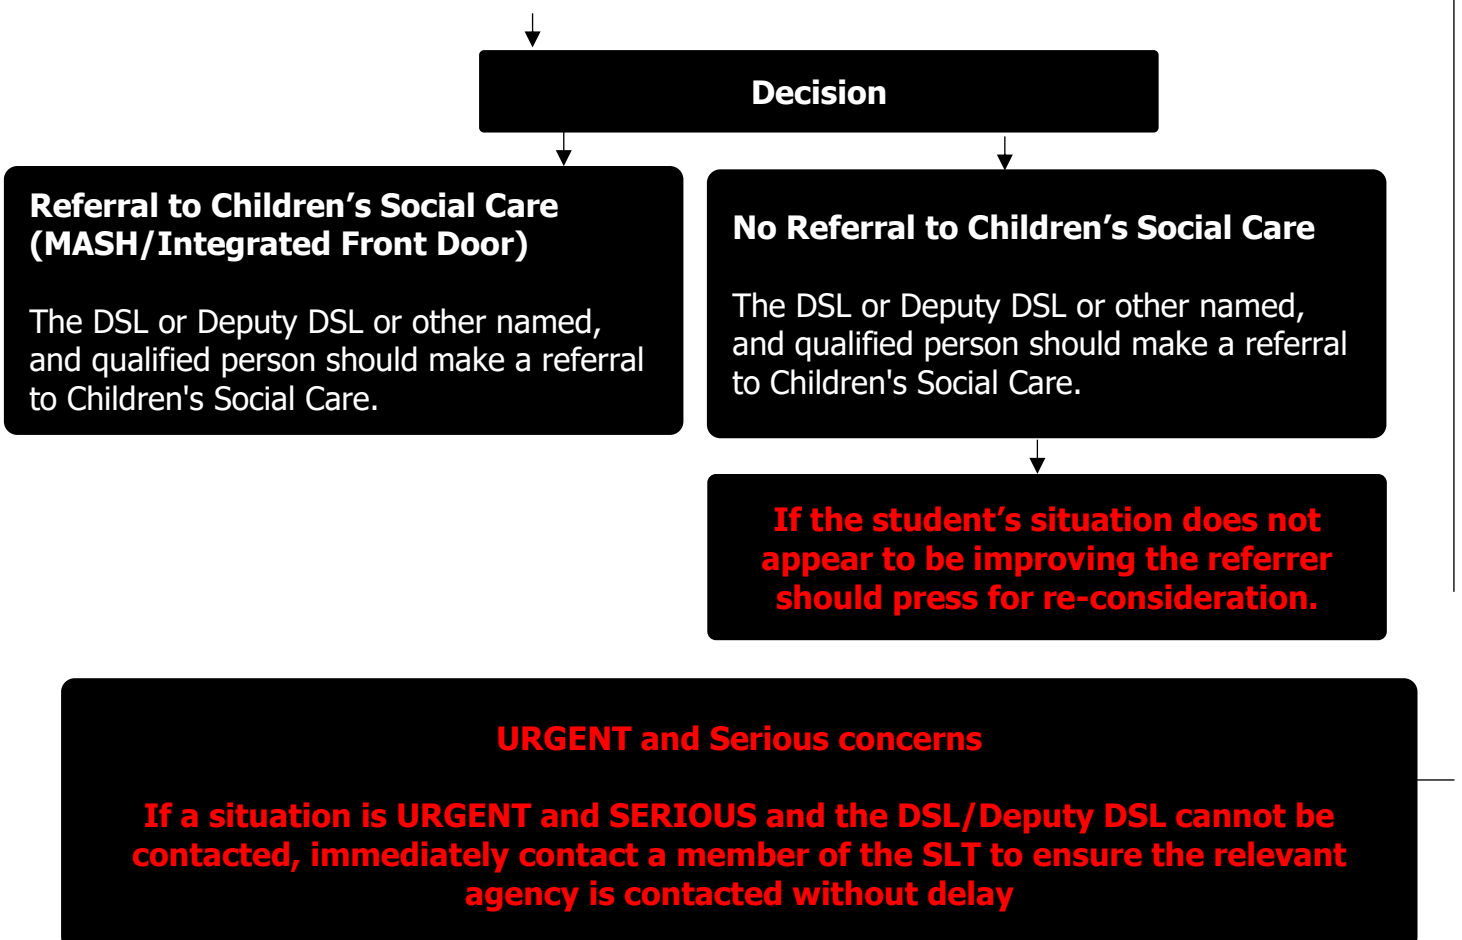 Decision
Referral to Children’s Social Care
(MASH/Integrated Front Door)
The DSL or Deputy DSL or other named,
and qualified person should make a referral
to Children's Social Care.
No Referral to Children’s Social Care
The DSL or Deputy DSL or other named,
and qualified person should make a referral
to Children's Social Care.
If the student’s situation does not
appear to be improving the referrer
should press for re-consideration.
URGENT and Serious concerns
If a situation is URGENT and SERIOUS and the DSL/Deputy DSL cannot be
contacted, immediately contact a member of the SLT to ensure the relevant
agency is contacted without delay